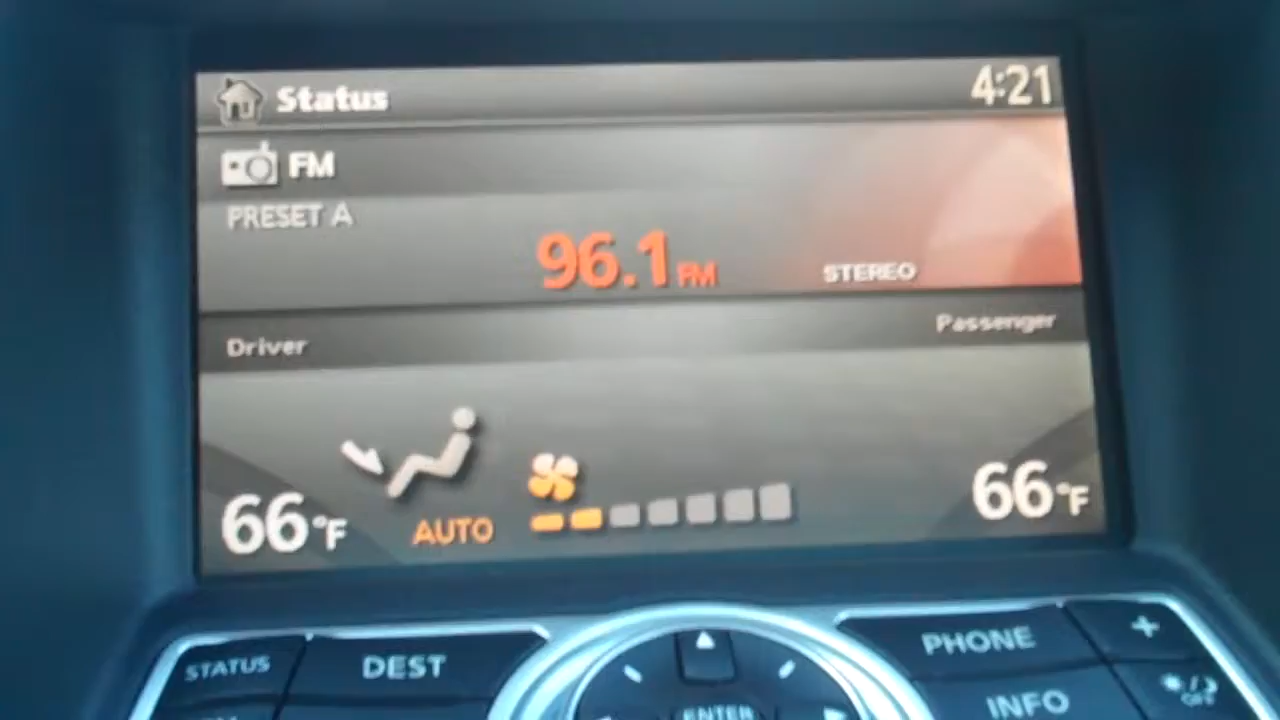 Status 4:21
FM
PRESET A
96.1 FM STEREO
Driver Passenger
66°F AUTO 66°F
STATUS DEST PHONE +
ENTER INFO OFF